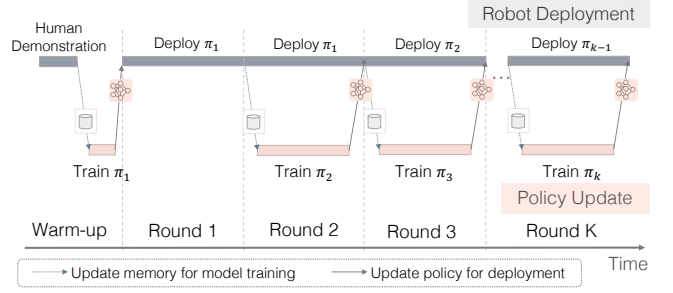 Robot Deployment
Human
Demonstration
Deploy π₁
Deploy π₁
Deploy π₂
Deploy πₖ₋₁
...
Train π₁
Train π₂
Train π₃
Train πₖ
Policy Update
Warm-up
Round 1
Round 2
Round 3
Round K
Time
Update memory for model training
Update policy for deployment